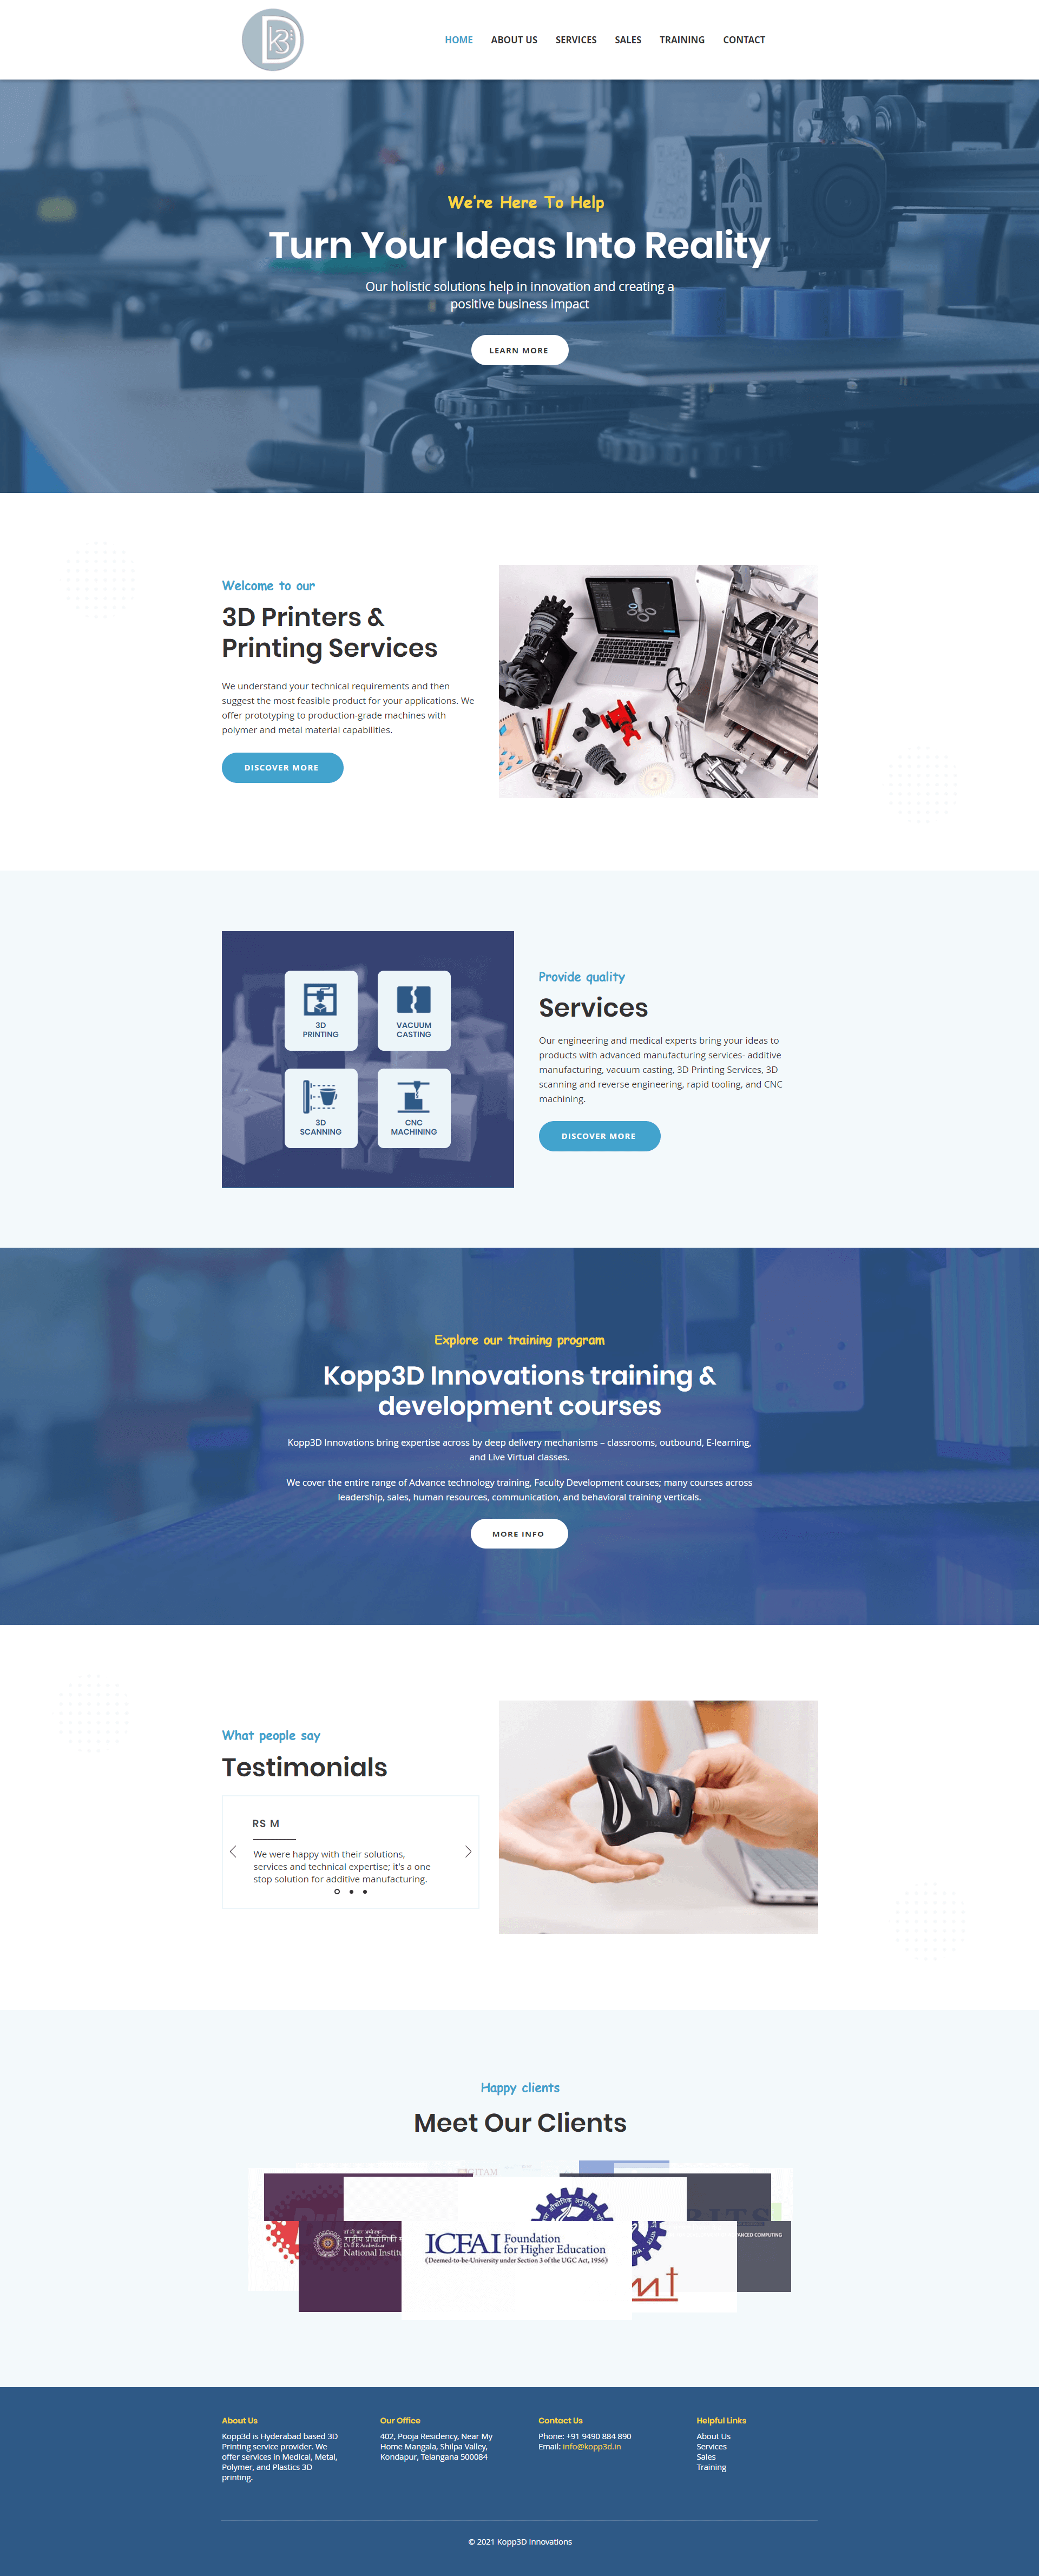 HOME ABOUT US SERVICES SALES TRAINING CONTACT
We're Here To Help
Turn Your Ideas Into Reality
Our holistic solutions help in innovation and creating a
positive business impact
LEARN MORE
Welcome to our
3D Printers &
Printing Services
We understand your technical requirements and then
suggest the most feasible product for your applications. We
offer prototyping to production-grade machines with
polymer and metal material capabilities.
DISCOVER MORE
3D
PRINTING
VACUUM
CASTING
3D
SCANNING
CNC
MACHINING
Provide quality
Services
Our engineering and medical experts bring your ideas to
products with advanced manufacturing services- additive
manufacturing, vacuum casting, 3D Printing Services, 3D
scanning and reverse engineering, rapid tooling, and CNC
machining.
DISCOVER MORE
Explore our training program
Kopp3D Innovations training &
development courses
Kopp3D Innovations bring expertise across by deep delivery mechanisms – classrooms, outbound, E-learning,
and Live Virtual classes.
We cover the entire range of Advance technology training, Faculty Development courses; many courses across
leadership, sales, human resources, communication, and behavioral training verticals.
MORE INFO
What people say
Testimonials
RS M
We were happy with their solutions,
services and technical expertise; it's a one
stop solution for additive manufacturing.
Happy clients
Meet Our Clients
GITAM
राष्ट्रीय प्रौद्योगिकी
Dr B R Ambedkar
National Instit
ICFAI Foundation
for Higher Education
(Deemed-to-be-University under Section 3 of the UGC Act, 1956)
ANCED COMPUTING
About Us
Kopp3d is Hyderabad based 3D
Printing service provider. We
offer services in Medical, Metal,
Polymer, and Plastics 3D
printing.
Our Office
402, Pooja Residency, Near My
Home Mangala, Shilpa Valley,
Kondapur, Telangana 500084
Contact Us
Phone: +91 9490 884 890
Email: info@kopp3d.in
Helpful Links
About Us
Services
Sales
Training
© 2021 Kopp3D Innovations